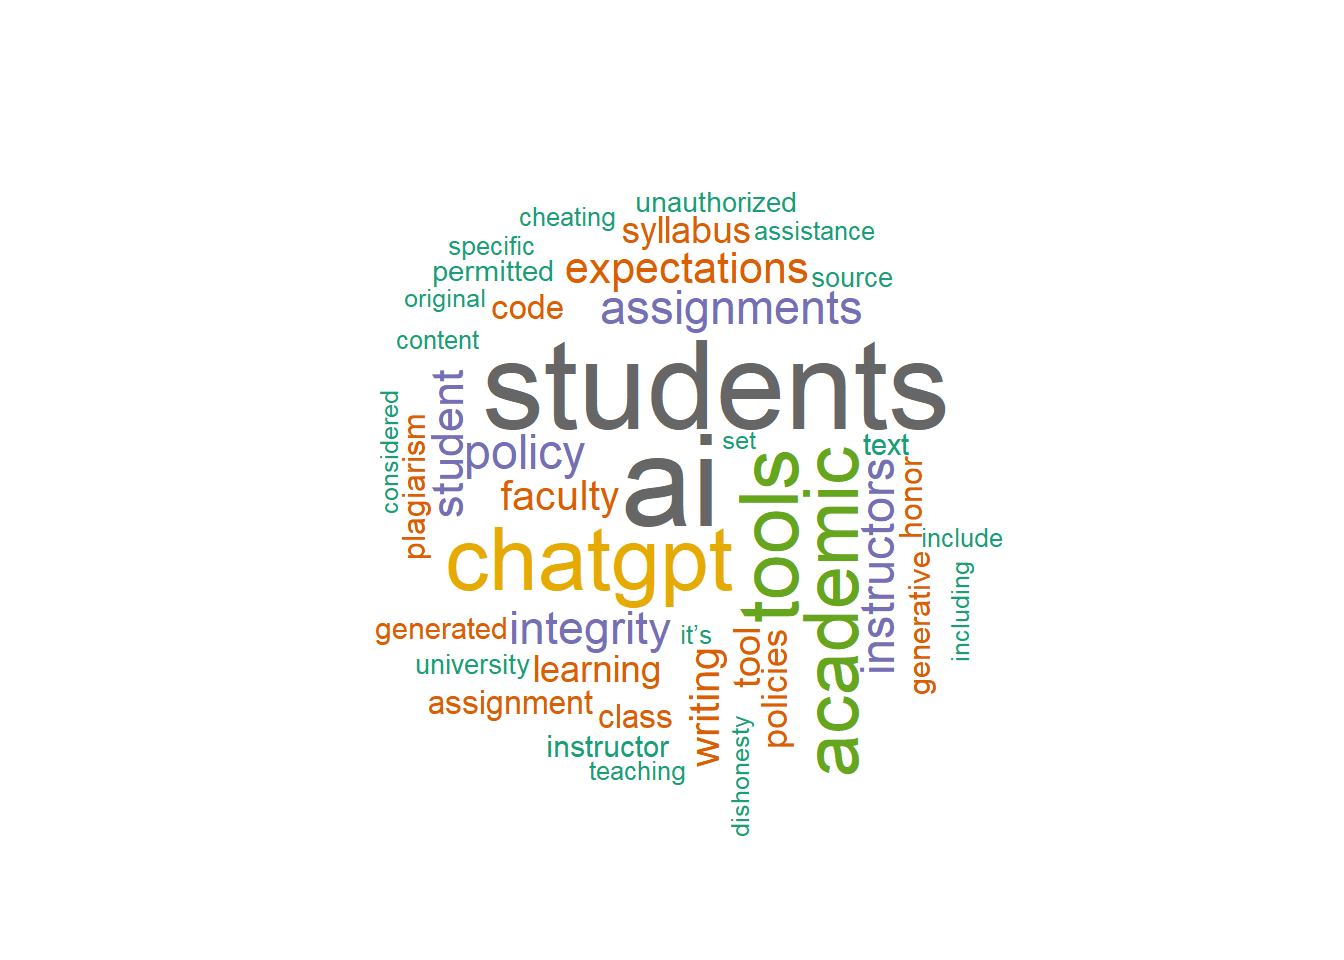 unauthorized
cheating
syllabus
assistance
specific
permitted
expectations
source
original
code
assignments
content
students
considered
plagiarism
student
policy
set
text
faculty
ai
tools
academic
instructors
honor
include
chatgpt
generative
including
generated
integrity
it’s
university
learning
writing
tool
policies
assignment
class
instructor
teaching
dishonesty